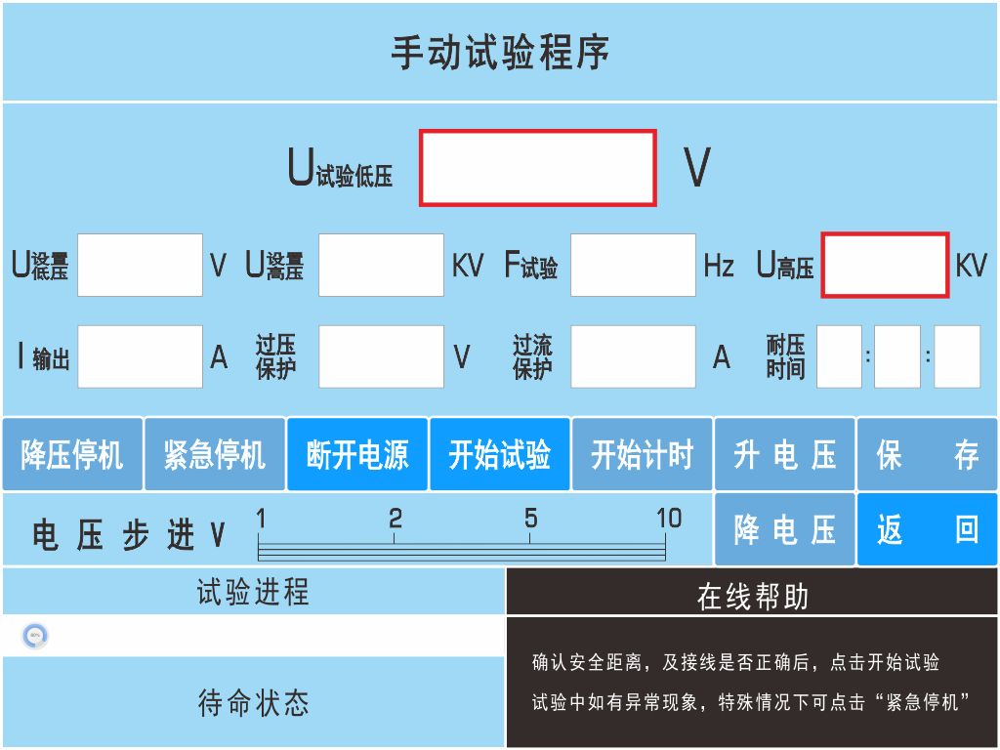 手动试验程序
U试验低压 V
U设置低压 V U设置高压 KV F试验 Hz U高压 KV
I 输出 A 过压保护 V 过流保护 A 耐压时间 : :
降压停机 紧急停机 断开电源 开始试验 开始计时 升电压 保存
电压步进 V 1 2 5 10 降电压 返回
试验进程
在线帮助
待命状态
确认安全距离，及接线是否正确后，点击开始试验
试验中如有异常现象，特殊情况下可点击“紧急停机”